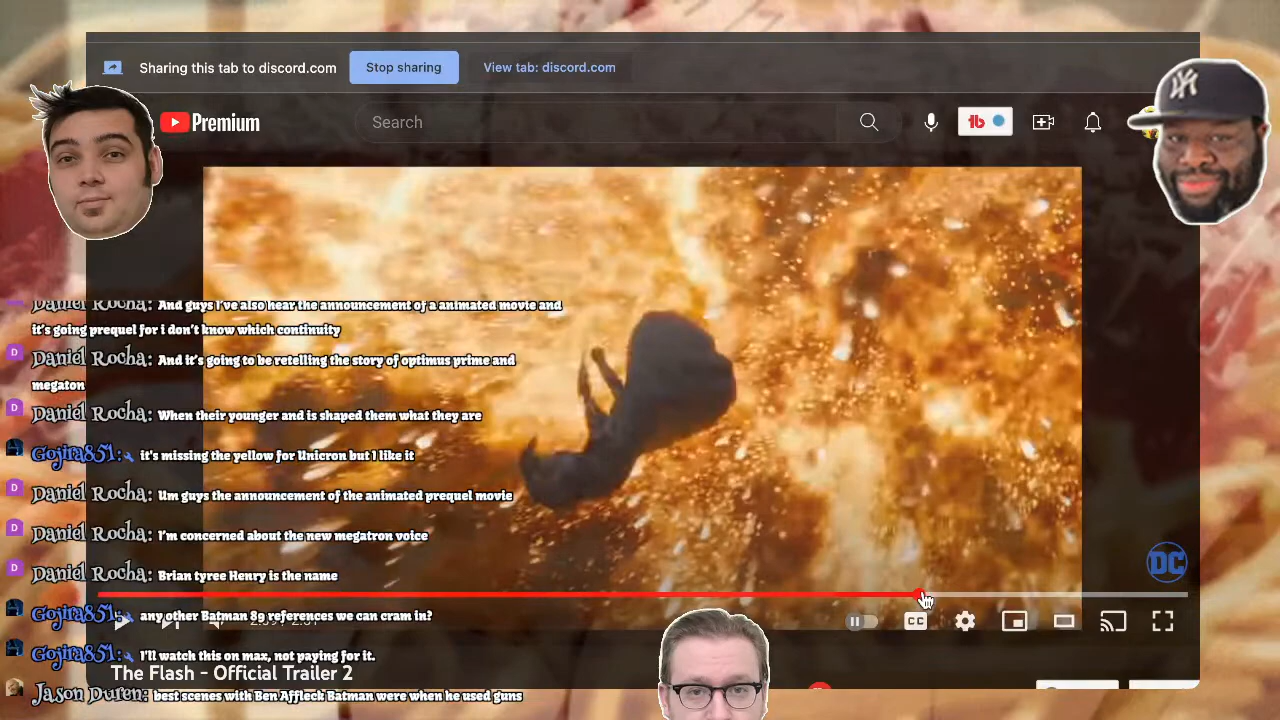 Sharing this tab to discord.com
Stop sharing
View tab: discord.com
Premium
Search
Daniel Rocha: And guys I've also hear the announcement of a animated movie and
it's going prequel for i don't know which continuity
D Daniel Rocha: And it's going to be retelling the story of optimus prime and
megaton
D Daniel Rocha: When their younger and is shaped them what they are
Gojira851: it's missing the yellow for Unicron but I like it
D Daniel Rocha: Um guys the announcement of the animated prequel movie
D Daniel Rocha: I'm concerned about the new megatron voice
D Daniel Rocha: Brian tyree Henry is the name
DC
Gojira851: any other Batman 89 references we can cram in?
CC
Gojira851: I'll watch this on max, not paying for it.
The Flash - Official Trailer 2
Jason Duren: best scenes with Ben Affleck Batman were when he used guns